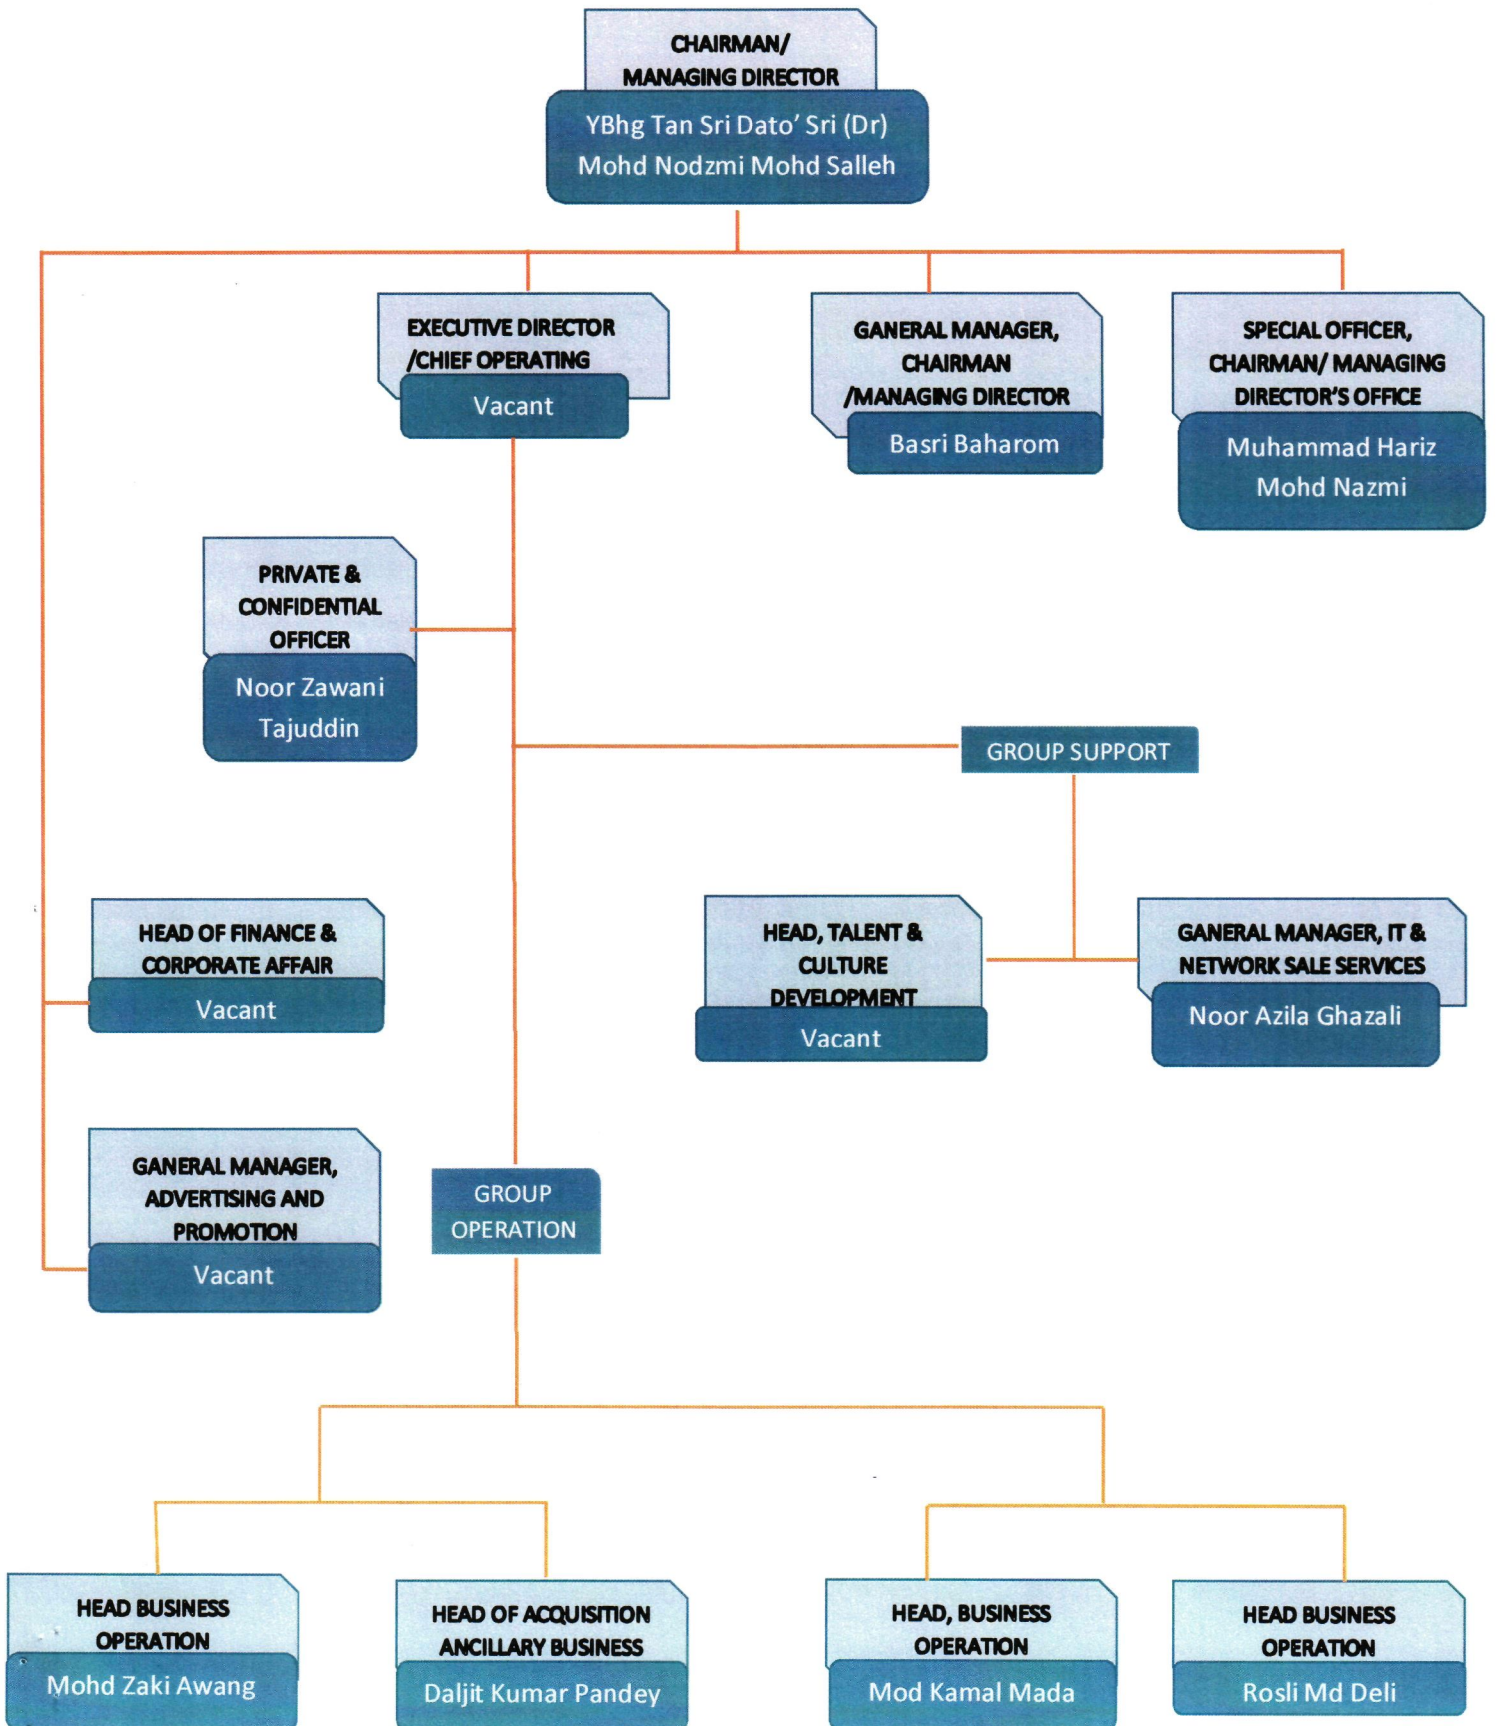 CHAIRMAN/
MANAGING DIRECTOR
YBhg Tan Sri Dato’ Sri (Dr)
Mohd Nodzmi Mohd Salleh
EXECUTIVE DIRECTOR
/CHIEF OPERATING
Vacant
GANERAL MANAGER,
CHAIRMAN
/MANAGING DIRECTOR
Basri Baharom
SPECIAL OFFICER,
CHAIRMAN/ MANAGING
DIRECTOR’S OFFICE
Muhammad Hariz
Mohd Nazmi
PRIVATE &
CONFIDENTIAL
OFFICER
Noor Zawani
Tajuddin
GROUP SUPPORT
HEAD OF FINANCE &
CORPORATE AFFAIR
Vacant
HEAD, TALENT &
CULTURE
DEVELOPMENT
Vacant
GANERAL MANAGER, IT &
NETWORK SALE SERVICES
Noor Azila Ghazali
GANERAL MANAGER,
ADVERTISING AND
PROMOTION
Vacant
GROUP
OPERATION
HEAD BUSINESS
OPERATION
Mohd Zaki Awang
HEAD OF ACQUISITION
ANCILLARY BUSINESS
Daljit Kumar Pandey
HEAD, BUSINESS
OPERATION
Mod Kamal Mada
HEAD BUSINESS
OPERATION
Rosli Md Deli